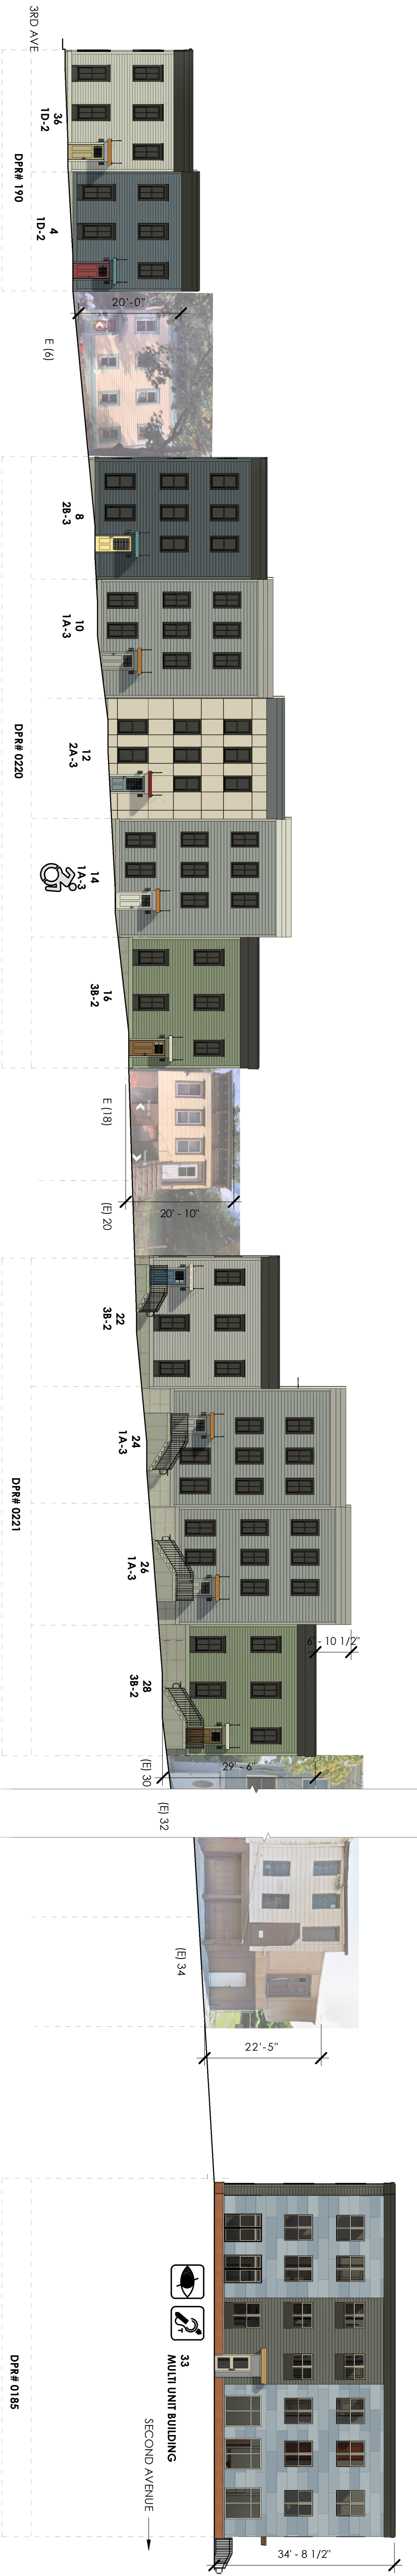 3RD AVE
36
1D-2
4
1D-2
DPR# 190
20'-0"
E (6)
8
2B-3
10
1A-3
12
2A-3
14
1A-3
16
3B-2
DPR# 0220
E (18)
(E) 20
20' - 10"
22
3B-2
24
1A-3
26
1A-3
28
3B-2
DPR# 0221
6' - 10 1/2"
29' - 6"
(E) 30
(E) 32
(E) 34
22'-5"
33
MULTI UNIT BUILDING
SECOND AVENUE
DPR# 0185
34' - 8 1/2"